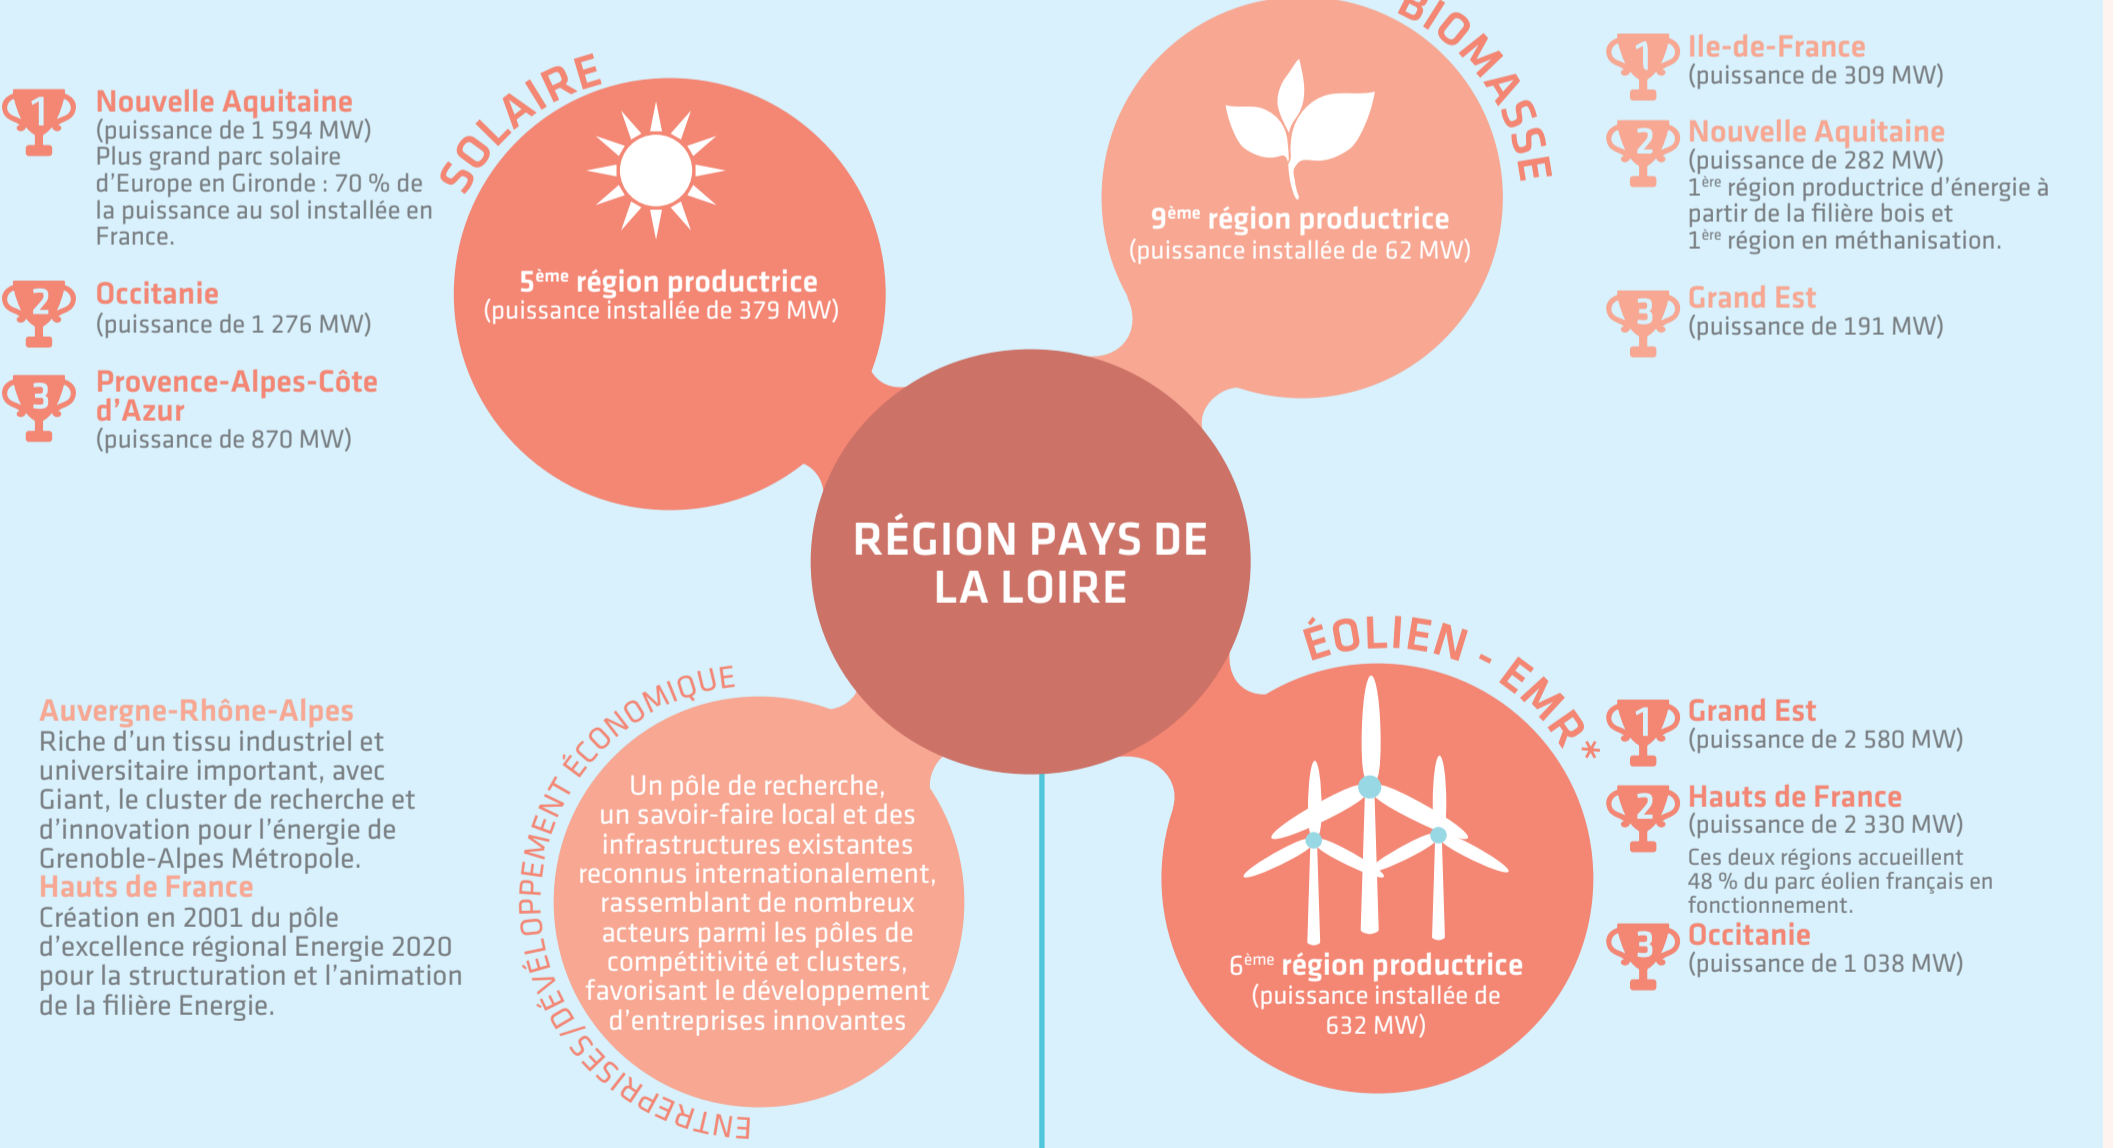 SOLAIRE
1
Nouvelle Aquitaine
(puissance de 1 594 MW)
Plus grand parc solaire
d'Europe en Gironde : 70 % de
la puissance au sol installée en
France.
2
Occitanie
(puissance de 1 276 MW)
3
Provence-Alpes-Côte
d'Azur
(puissance de 870 MW)
5ème région productrice
(puissance installée de 379 MW)
BIOMASSE
9ème région productrice
(puissance installée de 62 MW)
1
Ile-de-France
(puissance de 309 MW)
2
Nouvelle Aquitaine
(puissance de 282 MW)
1ère région productrice d'énergie à
partir de la filière bois et
1ère région en méthanisation.
3
Grand Est
(puissance de 191 MW)
RÉGION PAYS DE
LA LOIRE
Auvergne-Rhône-Alpes
Riche d'un tissu industriel et
universitaire important, avec
Giant, le cluster de recherche et
d'innovation pour l'énergie de
Grenoble-Alpes Métropole.
Hauts de France
Création en 2001 du pôle
d'excellence régional Energie 2020
pour la structuration et l'animation
de la filière Energie.
ENTREPRISES/DÉVÉLOPPEMENT ÉCONOMIQUE
Un pôle de recherche,
un savoir-faire local et des
infrastructures existantes
reconnus internationalement,
rassemblant de nombreux
acteurs parmi les pôles de
compétitivité et clusters,
favorisant le développement
d'entreprises innovantes
ÉOLIEN - EMR*
6ème région productrice
(puissance installée de
632 MW)
1
Grand Est
(puissance de 2 580 MW)
2
Hauts de France
(puissance de 2 330 MW)
Ces deux régions accueillent
48 % du parc éolien français en
fonctionnement.
3
Occitanie
(puissance de 1 038 MW)